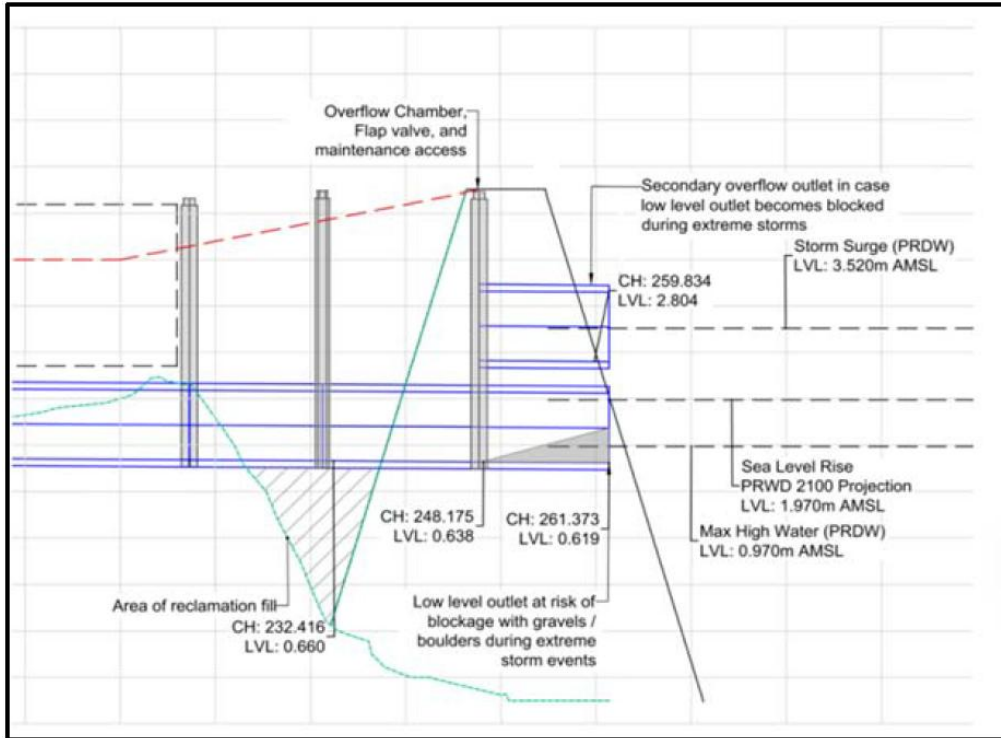 Overflow Chamber,
Flap valve, and
maintenance access
Secondary overflow outlet in case
low level outlet becomes blocked
during extreme storms
Storm Surge (PRDW)
LVL: 3.520m AMSL
CH: 259.834
LVL: 2.804
Sea Level Rise
PRWD 2100 Projection
LVL: 1.970m AMSL
CH: 248.175
LVL: 0.638
CH: 261.373
LVL: 0.619
Max High Water (PRDW)
LVL: 0.970m AMSL
Area of reclamation fill
CH: 232.416
LVL: 0.660
Low level outlet at risk of
blockage with gravels /
boulders during extreme
storm events